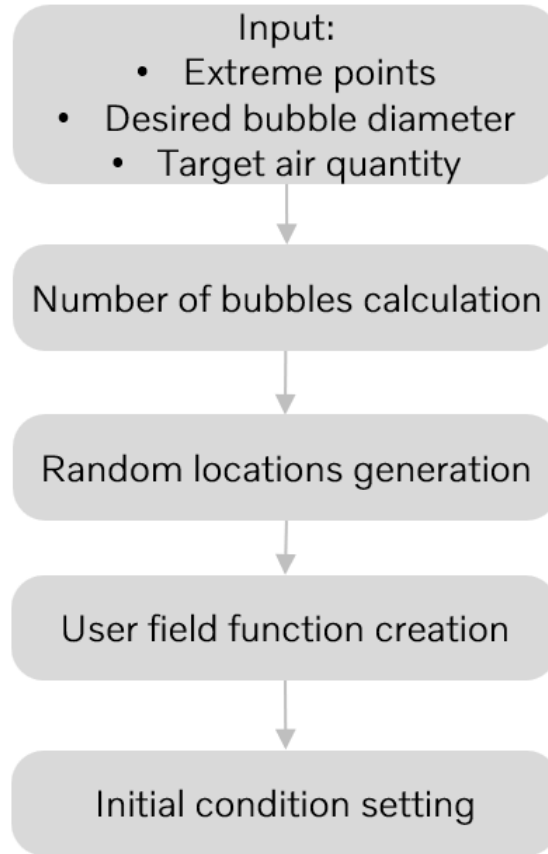 Input:
• Extreme points
• Desired bubble diameter
• Target air quantity
Number of bubbles calculation
Random locations generation
User field function creation
Initial condition setting